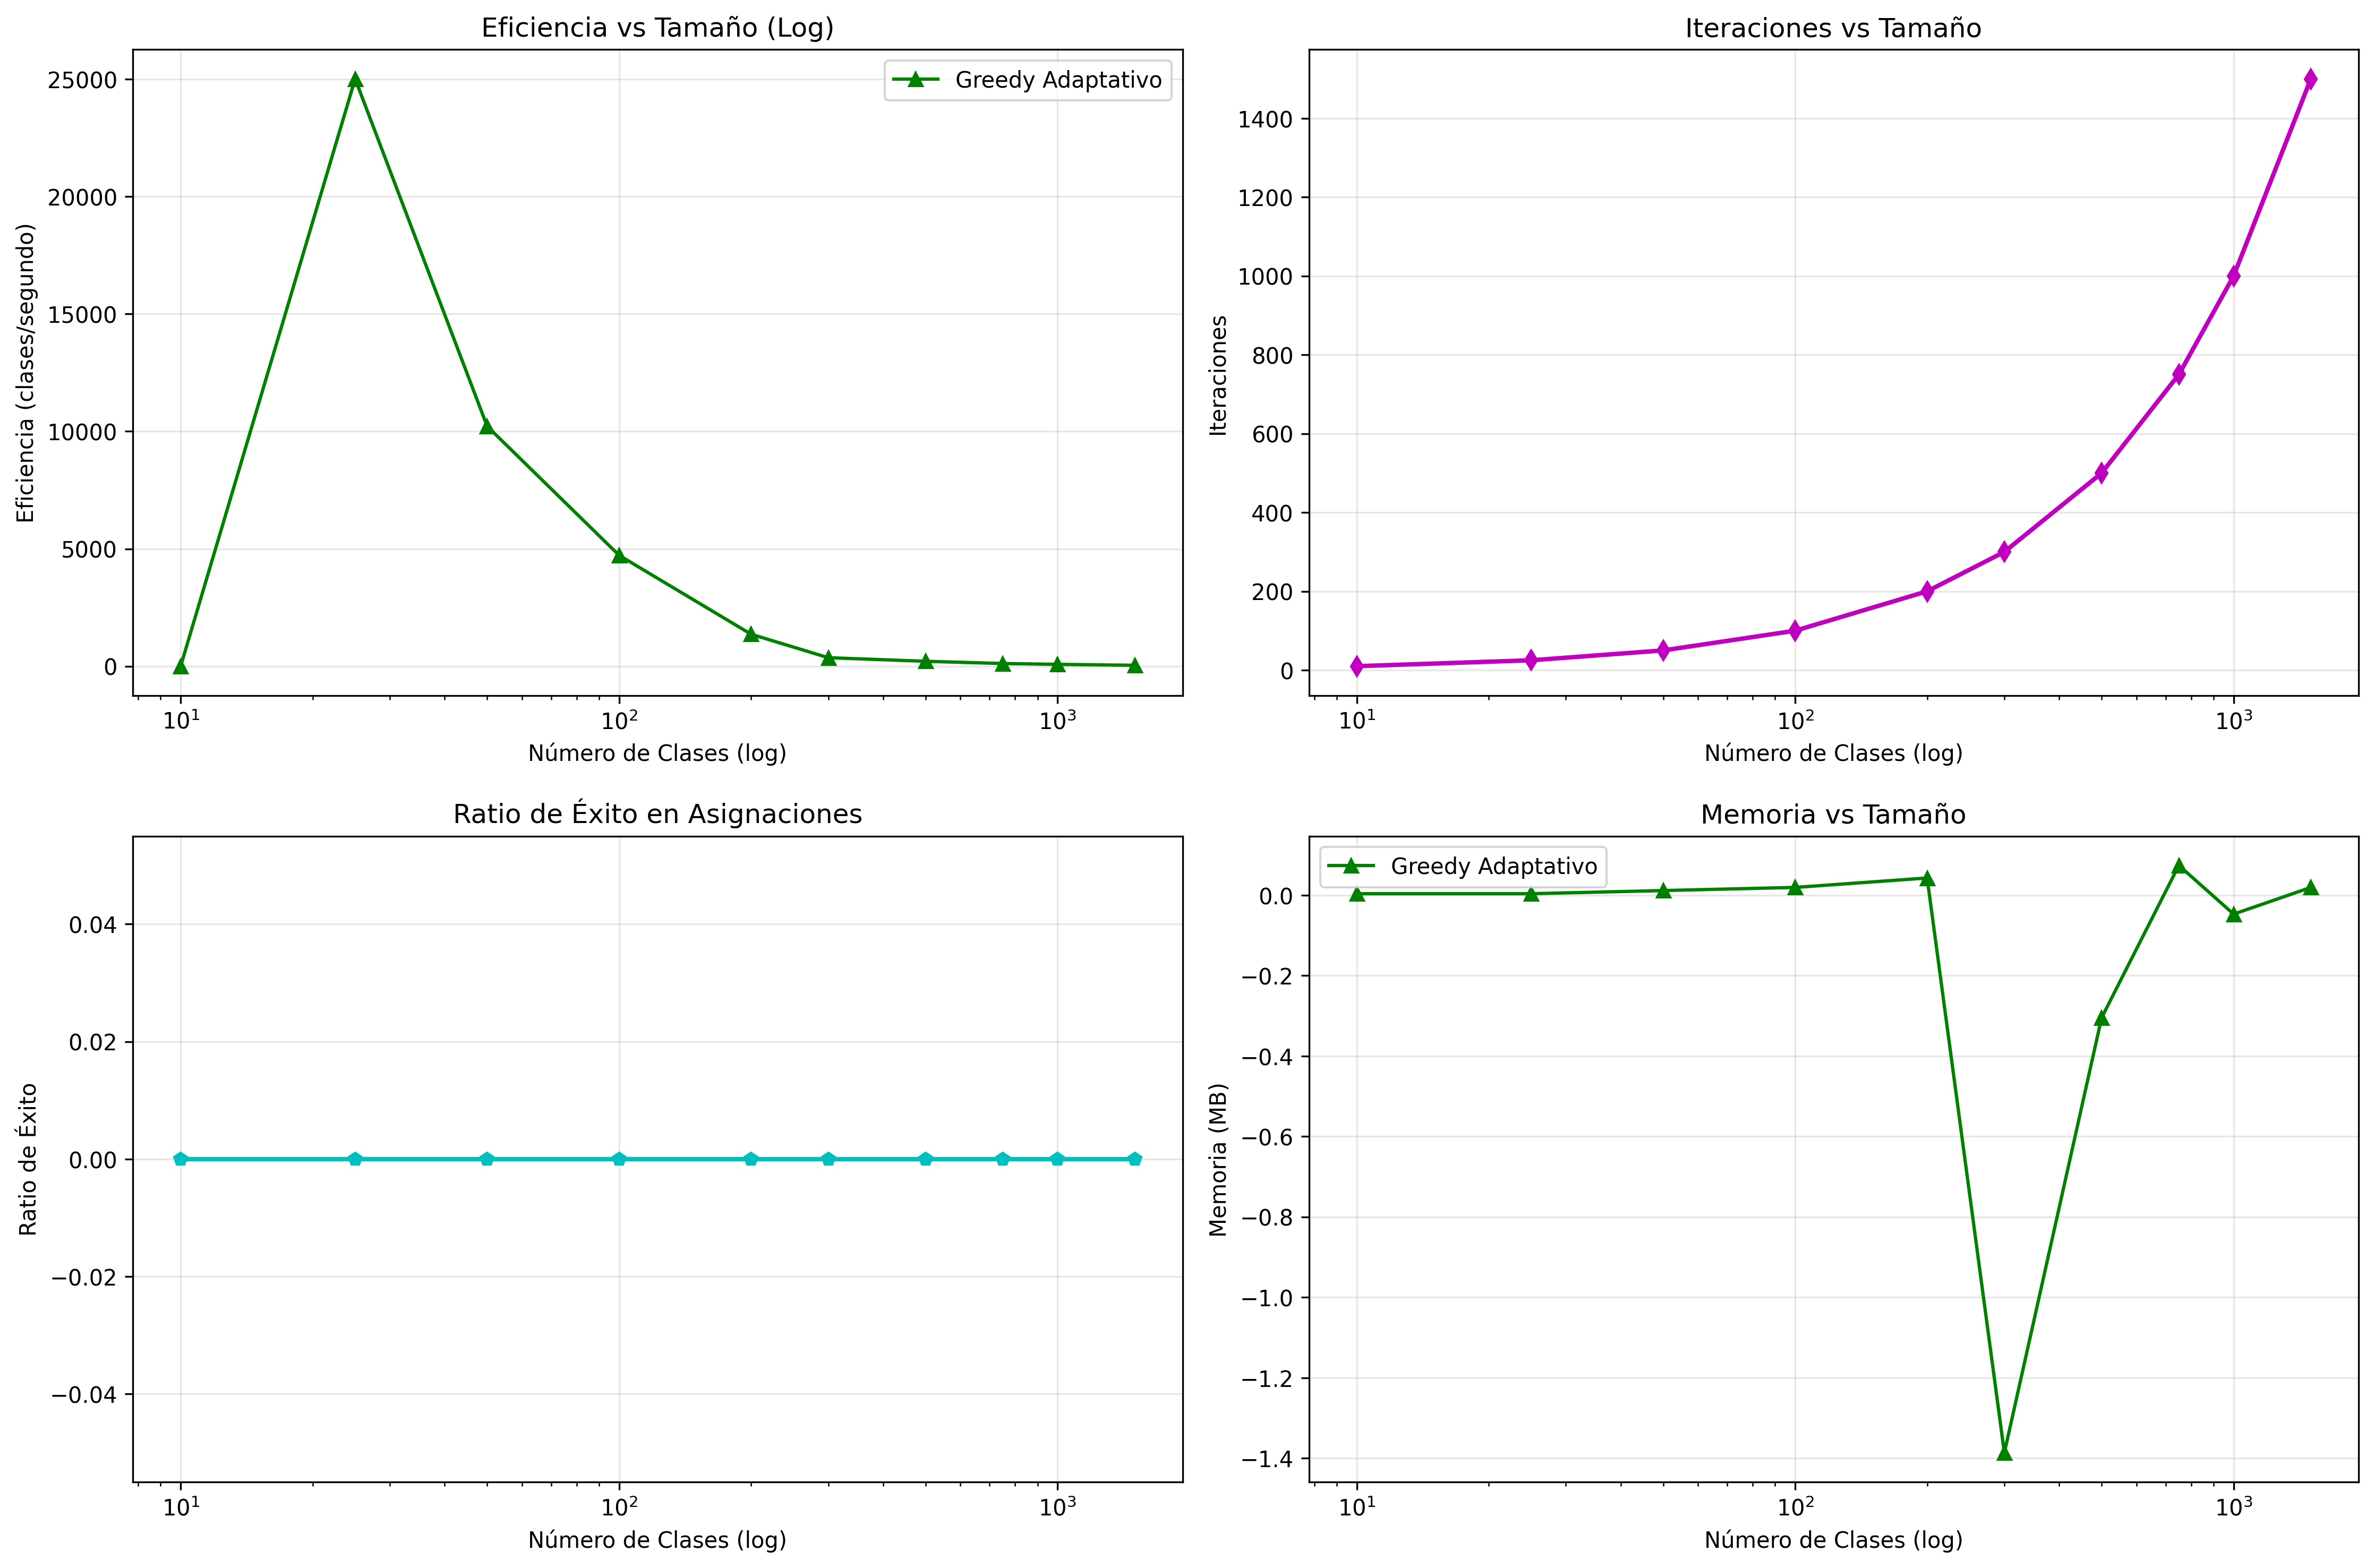 Eficiencia vs Tamaño (Log)
Eficiencia (clases/segundo)
25000
20000
15000
10000
5000
0
Greedy Adaptativo
10¹
10²
10³
Número de Clases (log)
Iteraciones vs Tamaño
Iteraciones
1400
1200
1000
800
600
400
200
0
10¹
10²
10³
Número de Clases (log)
Ratio de Éxito en Asignaciones
Ratio de Éxito
0.04
0.02
0.00
−0.02
−0.04
10¹
10²
10³
Número de Clases (log)
Memoria vs Tamaño
Memoria (MB)
Greedy Adaptativo
0.0
−0.2
−0.4
−0.6
−0.8
−1.0
−1.2
−1.4
10¹
10²
10³
Número de Clases (log)